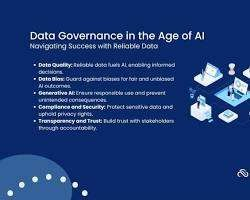 Data Governance in the Age of AI
Navigating Success with Reliable Data
• Data Quality: Reliable data fuels AI, enabling informed
decisions.
• Data Bias: Guard against biases for fair and unbiased
AI outcomes.
• Generative AI: Ensure responsible use and prevent
unintended consequences.
• Compliance and Security: Protect sensitive data and
uphold privacy rights.
• Transparency and Trust: Build trust with stakeholders
through accountability.